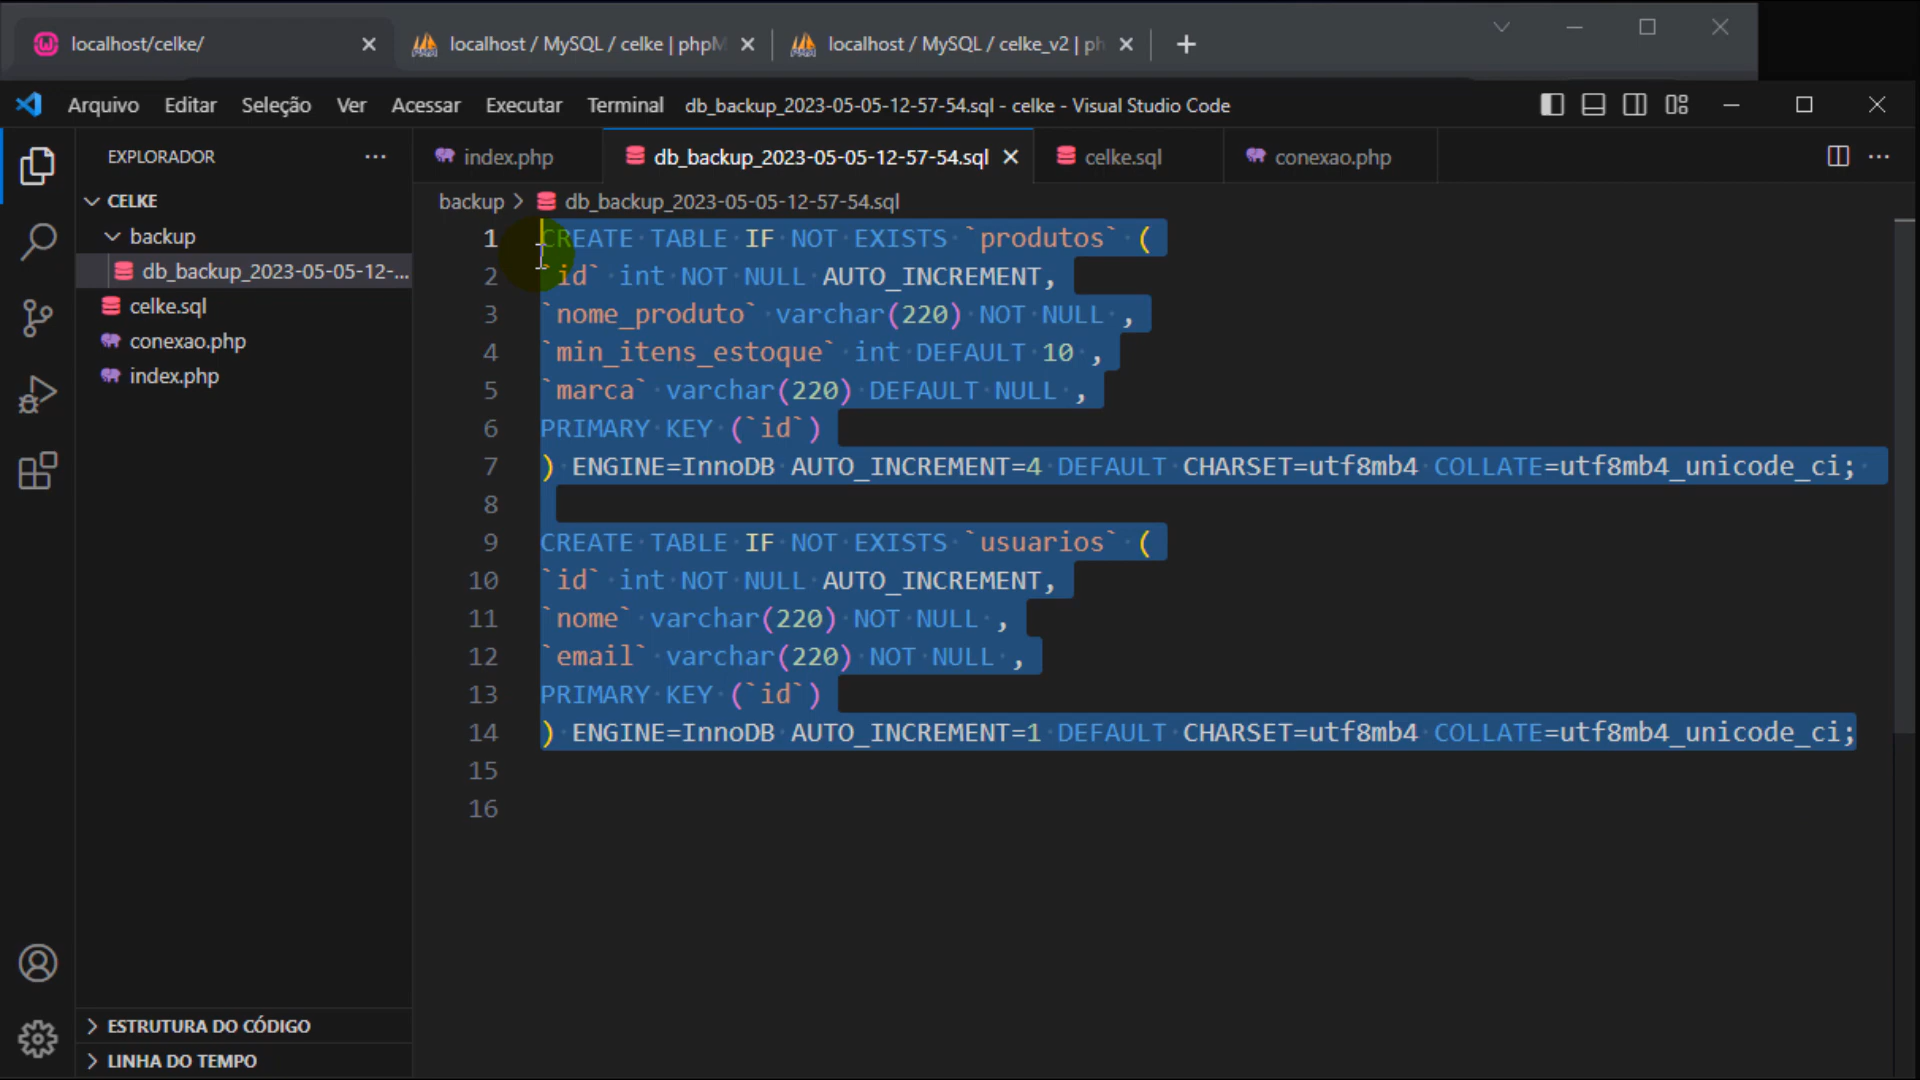 localhost/celke/
localhost / MySQL / celke | phpM
localhost / MySQL / celke_v2 | ph
Arquivo Editar Seleção Ver Acessar Executar Terminal db_backup_2023-05-05-12-57-54.sql - celke - Visual Studio Code
EXPLORADOR
index.php
db_backup_2023-05-05-12-57-54.sql
celke.sql
conexao.php
CELKE
backup
db_backup_2023-05-05-12-...
celke.sql
conexao.php
index.php
backup > db_backup_2023-05-05-12-57-54.sql
1 CREATE TABLE IF NOT EXISTS `produtos` (
2 `id` int NOT NULL AUTO_INCREMENT,
3 `nome_produto` varchar(220) NOT NULL ,
4 `min_itens_estoque` int DEFAULT 10 ,
5 `marca` varchar(220) DEFAULT NULL ,
6 PRIMARY KEY (`id`)
7 ) ENGINE=InnoDB AUTO_INCREMENT=4 DEFAULT CHARSET=utf8mb4 COLLATE=utf8mb4_unicode_ci;
8
9 CREATE TABLE IF NOT EXISTS `usuarios` (
10 `id` int NOT NULL AUTO_INCREMENT,
11 `nome` varchar(220) NOT NULL ,
12 `email` varchar(220) NOT NULL ,
13 PRIMARY KEY (`id`)
14 ) ENGINE=InnoDB AUTO_INCREMENT=1 DEFAULT CHARSET=utf8mb4 COLLATE=utf8mb4_unicode_ci;
15
16
ESTRUTURA DO CÓDIGO
LINHA DO TEMPO